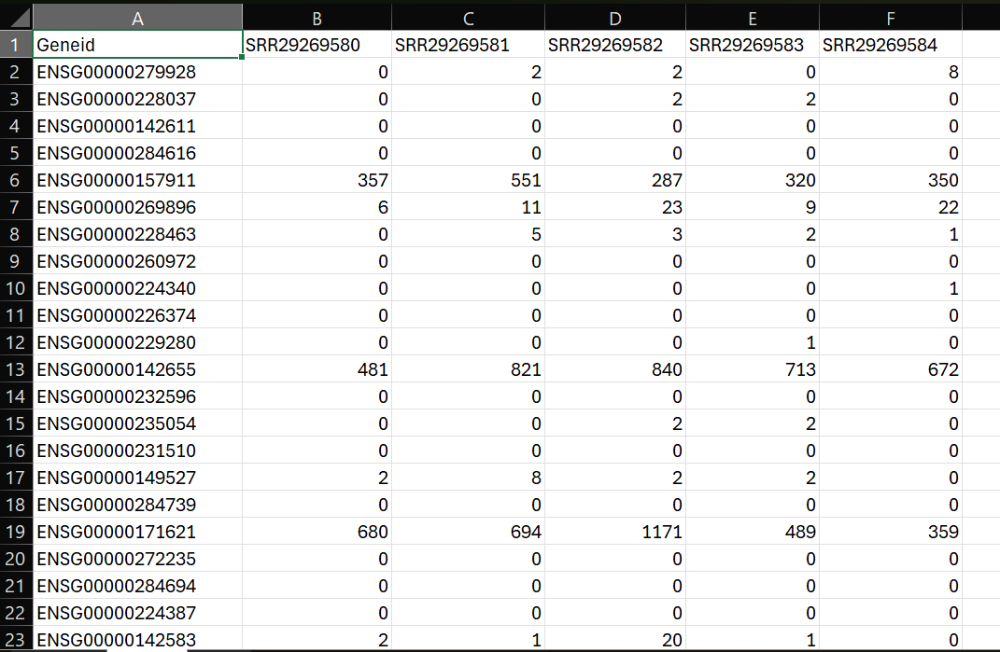 A B C D E F
1 Geneid SRR29269580 SRR29269581 SRR29269582 SRR29269583 SRR29269584
2 ENSG00000279928 0 2 2 0 8
3 ENSG00000228037 0 0 2 2 0
4 ENSG00000142611 0 0 0 0 0
5 ENSG00000284616 0 0 0 0 0
6 ENSG00000157911 357 551 287 320 350
7 ENSG00000269896 6 11 23 9 22
8 ENSG00000228463 0 5 3 2 1
9 ENSG00000260972 0 0 0 0 0
10 ENSG00000224340 0 0 0 0 1
11 ENSG00000226374 0 0 0 0 0
12 ENSG00000229280 0 0 0 1 0
13 ENSG00000142655 481 821 840 713 672
14 ENSG00000232596 0 0 0 0 0
15 ENSG00000235054 0 0 2 2 0
16 ENSG00000231510 0 0 0 0 0
17 ENSG00000149527 2 8 2 2 0
18 ENSG00000284739 0 0 0 0 0
19 ENSG00000171621 680 694 1171 489 359
20 ENSG00000272235 0 0 0 0 0
21 ENSG00000284694 0 0 0 0 0
22 ENSG00000224387 0 0 0 0 0
23 ENSG00000142583 2 1 20 1 0